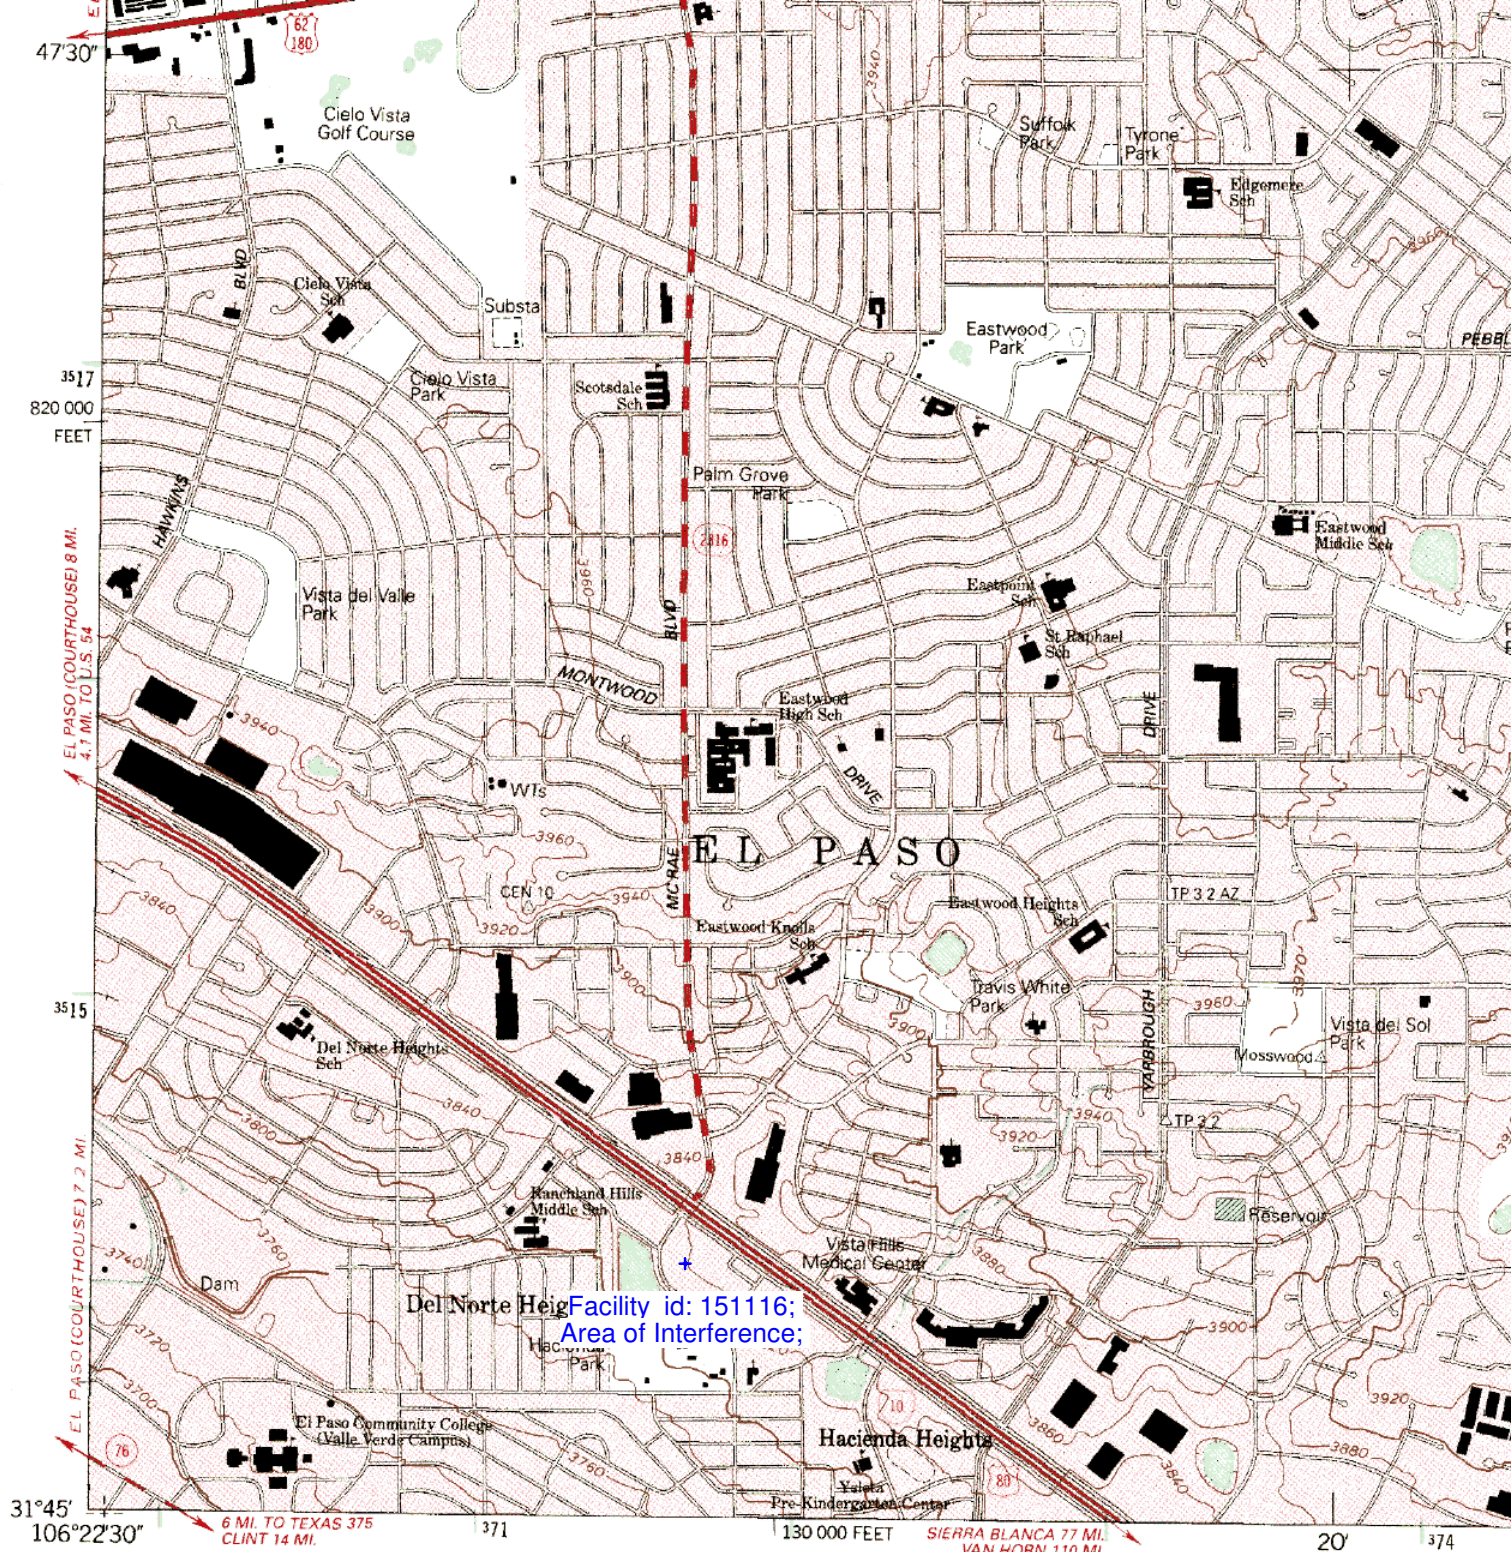 62
180
47'30"
Cielo Vista
Golf Course
3940
Suffolk
Park
Tyrone
Park
Edgemere
Sch
3960
BLVD
Cielo Vista
Sch
Substa
Eastwood
Park
3517
Cielo Vista
Park
Scotsdale
Sch
820 000
FEET
Palm Grove
Park
HAWKINS
2316
Eastwood
Middle Sch
3960
Eastpoint
Sch
Vista del Valle
Park
BLVD
St Raphael
Sch
EL PASO (COURTHOUSE) 8 MI.
4.1 MI. TO U.S. 54
MONTWOOD
Eastwood
High Sch
DRIVE
3940
DRIVE
WTs
3960
EL PASO
MC RAE
CEN 10
3940
3840
3900
3920
Eastwood Heights
Sch
TP 3 2 AZ
Eastwood Knolls
Sch
3900
3970
Travis White
Park
3960
3515
3900
YARBROUGH
Vista del Sol
Park
Mosswood
Del Norte Heights
Sch
3840
3800
3940
3920
TP 3 2
3840
EL PASO (COURTHOUSE) 7.2 MI.
Ranchland Hills
Middle Sch
Reservoir
3760
3740
Vista Hills
Medical Center
3880
Dam
Del Norte Heig
Facility id: 151116;
Area of Interference;
3900
3720
Park
3700
3920
710
El Paso Community College
(Valle Verde Campus)
3860
Hacienda Heights
3880
76
3760
80
3840
Ysleta
Pre-Kindergarten Center
31°45'
106°22'30"
6 MI. TO TEXAS 375
CLINT 14 MI.
371
130 000 FEET
SIERRA BLANCA 77 MI.
VAN HORN 110 MI.
20'
374